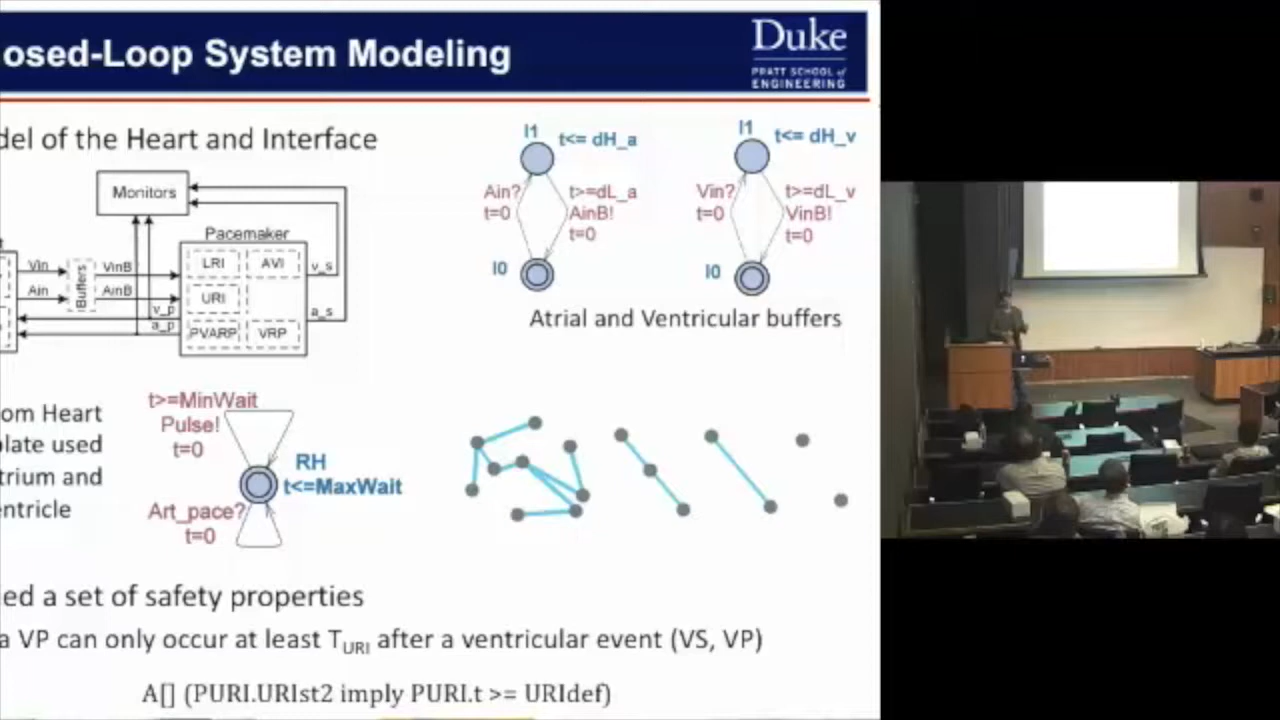 osed-Loop System Modeling
Duke
PRATT SCHOOL of
ENGINEERING
del of the Heart and Interface
Monitors
Pacemaker
LRI AVI
URI
PVARP VRP
Vin
Ain
Buffers
VinB
AinB
v_p
a_p
v_s
a_s
l1
t<= dH_a
Ain?
t=0
t>=dL_a
AinB!
t=0
l0
l1
t<= dH_v
Vin?
t=0
t>=dL_v
VinB!
t=0
l0
Atrial and Ventricular buffers
om Heart
plate used
trium and
entricle
t>=MinWait
Pulse!
t=0
RH
t<=MaxWait
Art_pace?
t=0
ied a set of safety properties
a VP can only occur at least TURI after a ventricular event (VS, VP)
A[] (PURI.URIst2 imply PURI.t >= URIdef)